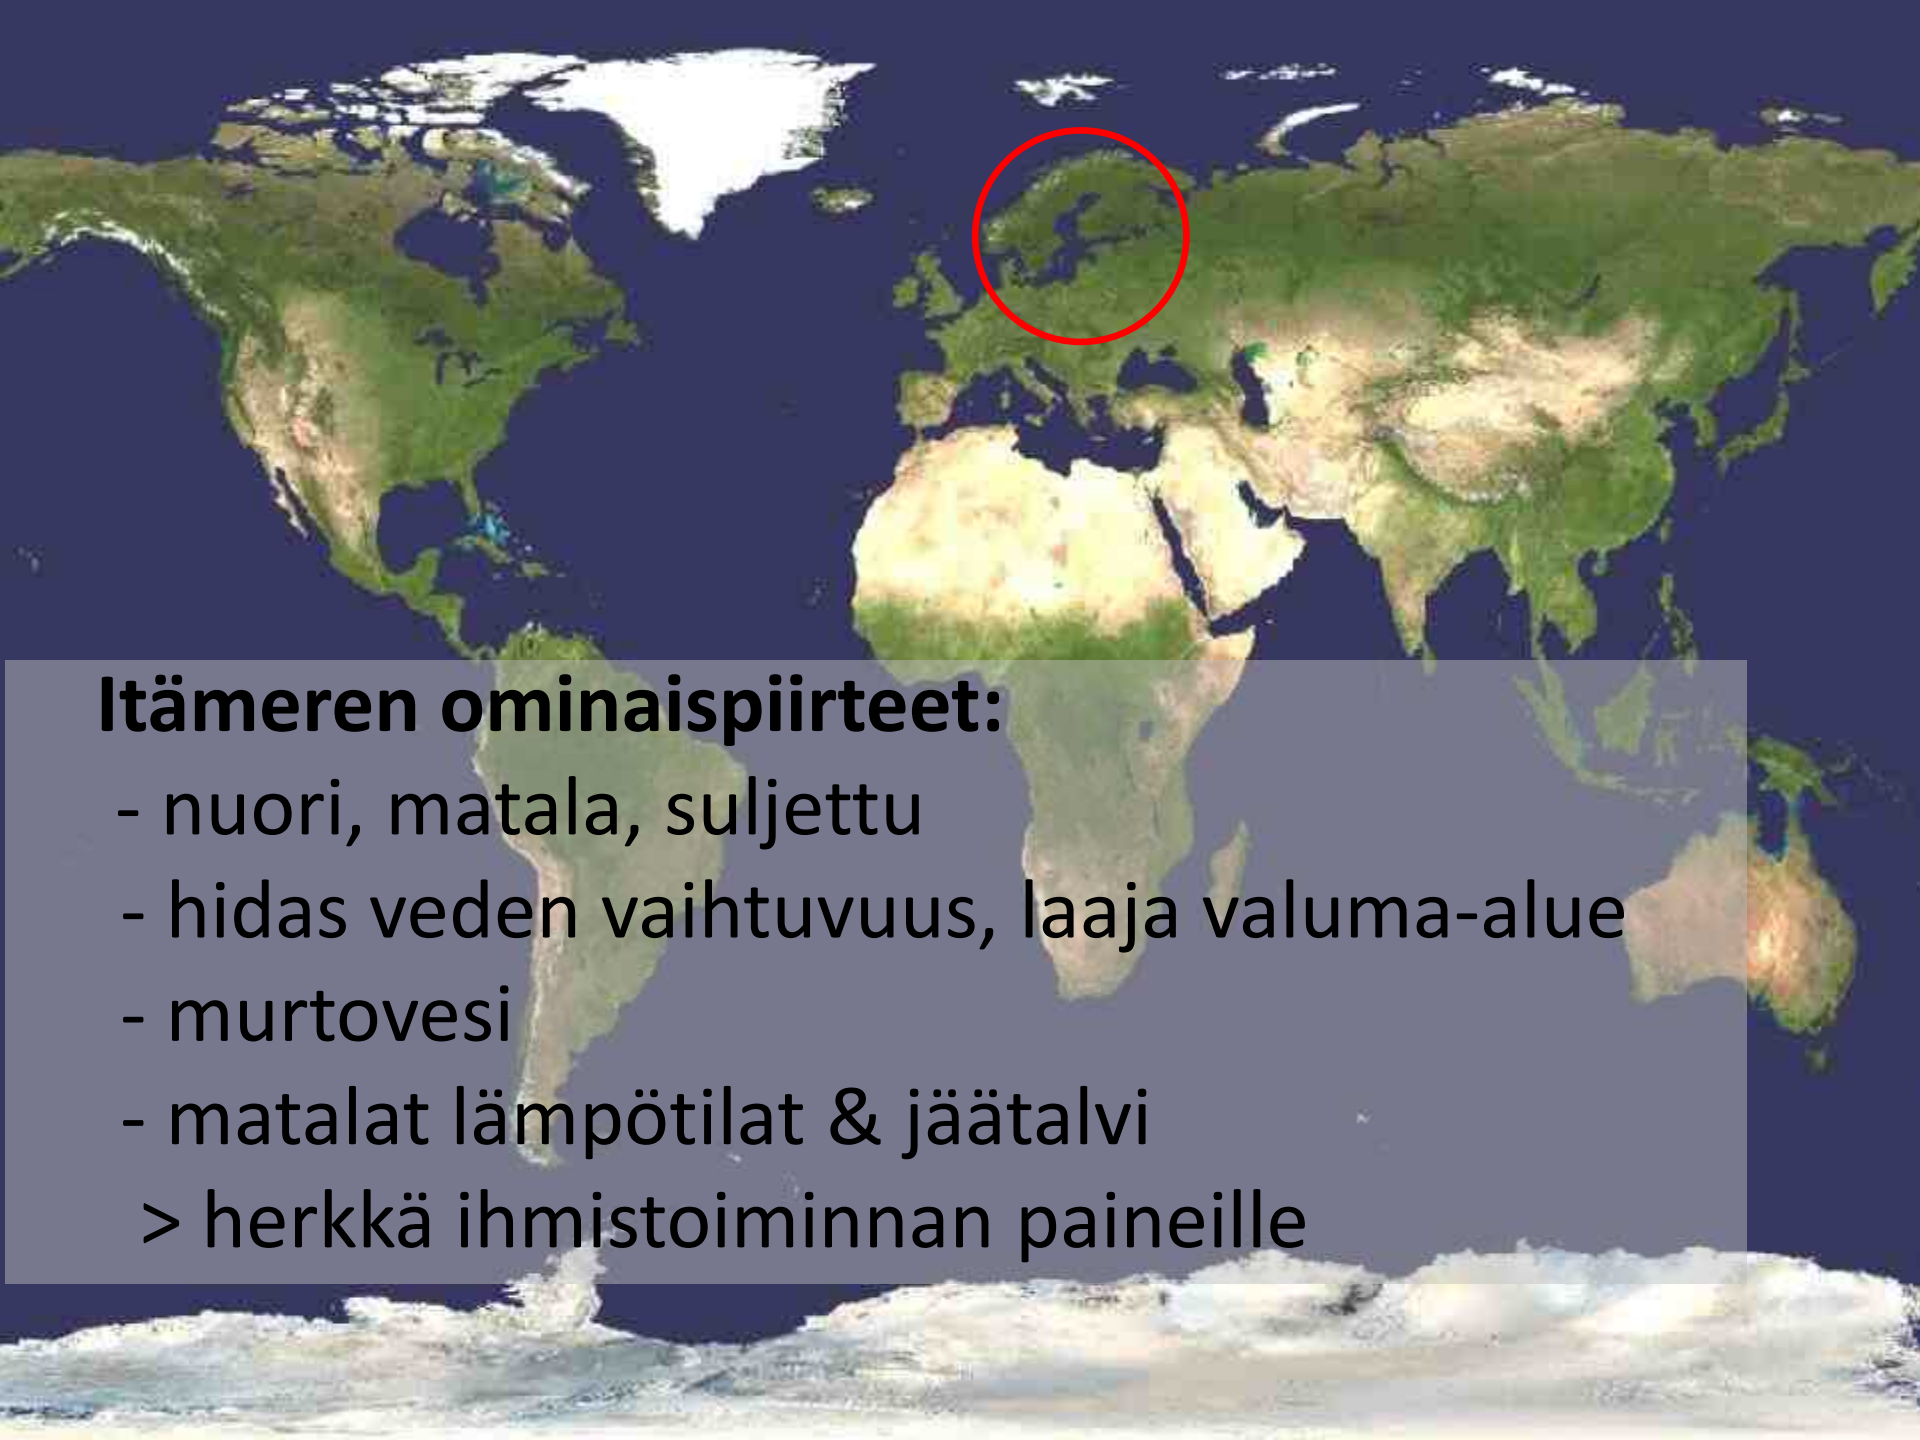 Itämeren ominaispiirteet:
- nuori, matala, suljettu
- hidas veden vaihtuvuus, laaja valuma-alue
- murtovesi
- matalat lämpötilat & jäätalvi
> herkkä ihmistoiminnan paineille